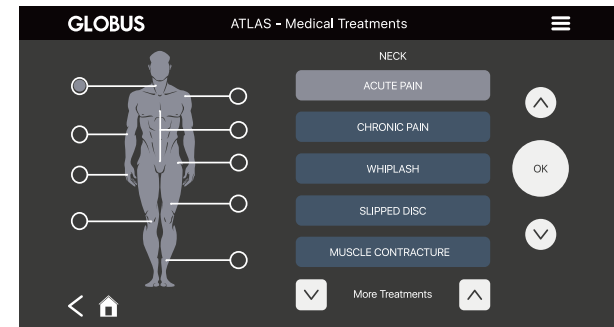 GLOBUS
ATLAS - Medical Treatments
NECK
ACUTE PAIN
CHRONIC PAIN
WHIPLASH
SLIPPED DISC
MUSCLE CONTRACTURE
OK
More Treatments